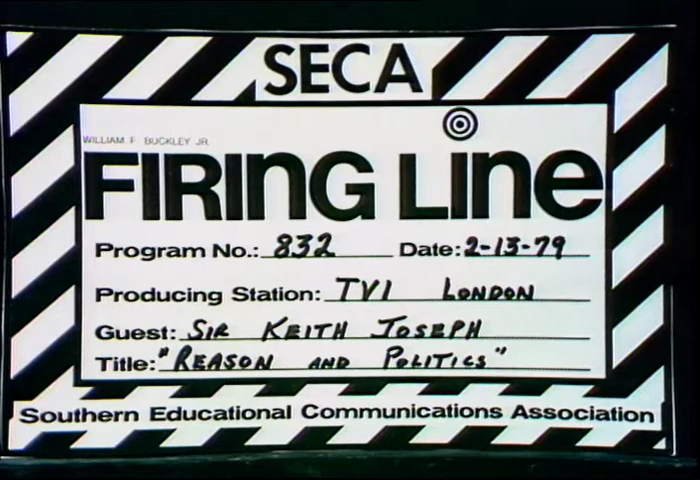 SECA
WILLIAM F. BUCKLEY JR.
FIRING LINE
Program No.: 832 Date: 2-13-79
Producing Station: TVI LONDON
Guest: SIR KEITH JOSEPH
Title: "REASON AND POLITICS"
Southern Educational Communications Association